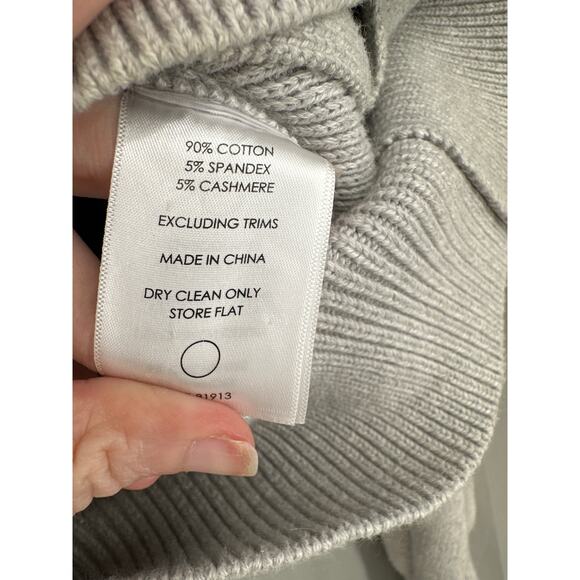 90% COTTON
5% SPANDEX
5% CASHMERE
EXCLUDING TRIMS
MADE IN CHINA
DRY CLEAN ONLY
STORE FLAT